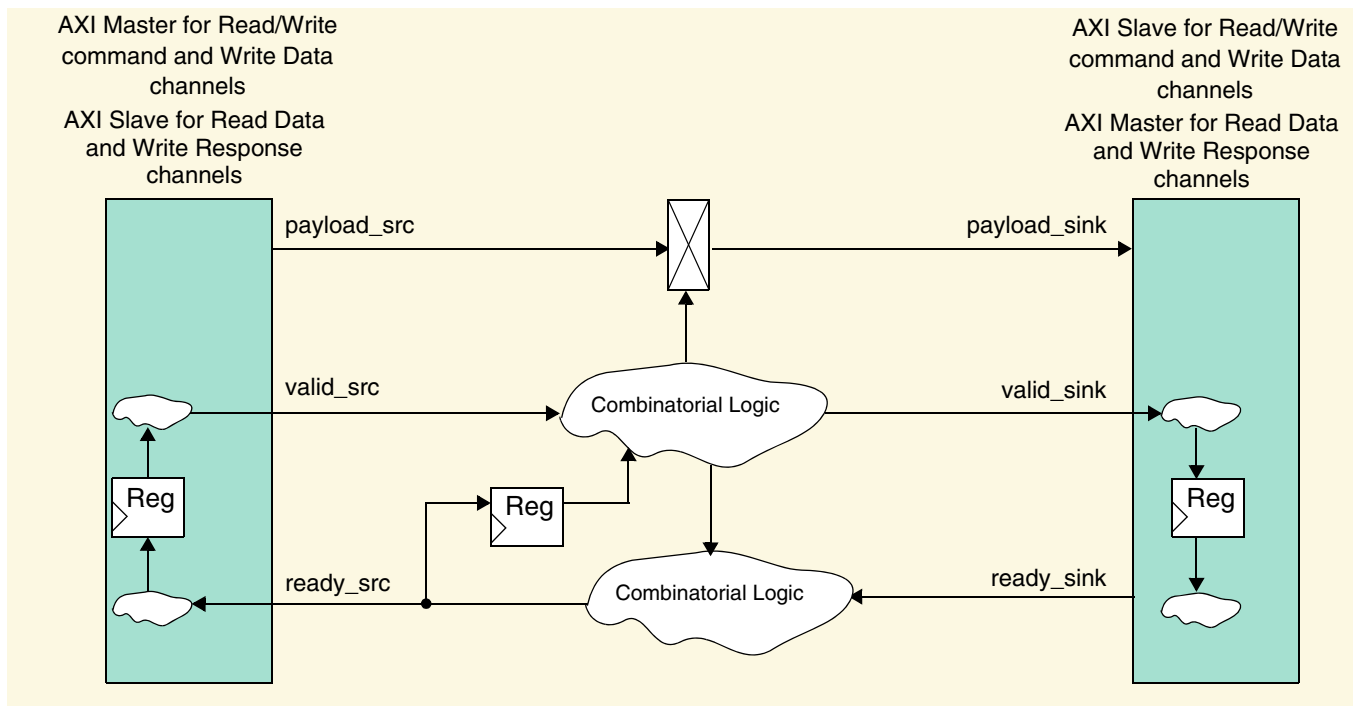 AXI Master for Read/Write
command and Write Data
channels
AXI Slave for Read Data
and Write Response
channels
AXI Slave for Read/Write
command and Write Data
channels
AXI Master for Read Data
and Write Response
channels
payload_src
payload_sink
valid_src
Combinatorial Logic
valid_sink
Reg
Reg
Reg
ready_src
Combinatorial Logic
ready_sink